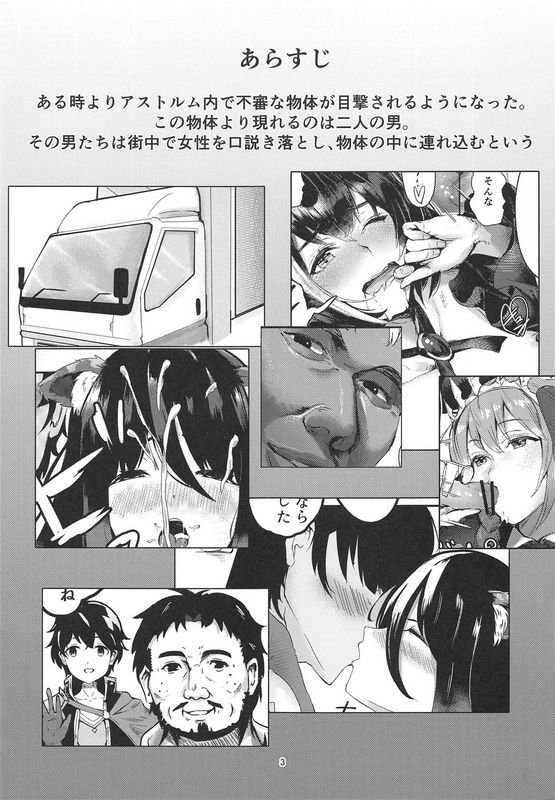 あらすじ
ある時よりアストルム内で不審な物体が目撃されるようになった。
この物体より現れるのは二人の男。
その男たちは街中で女性を口説き落とし、物体の中に連れ込むという
そんな
なら
した
ね
3